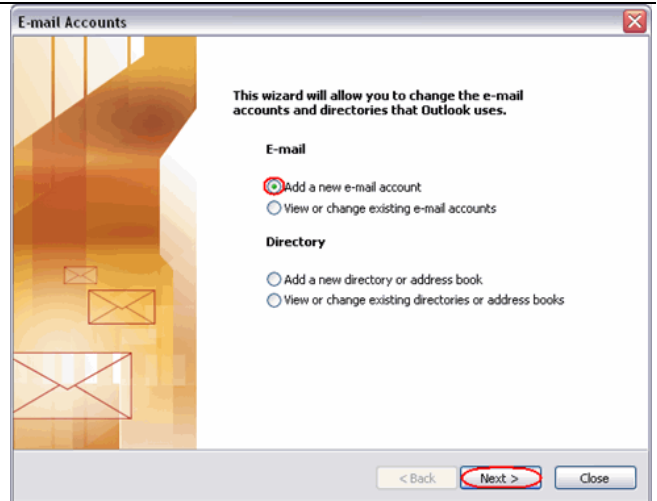 E-mail Accounts
This wizard will allow you to change the e-mail
accounts and directories that Outlook uses.
E-mail
Add a new e-mail account
View or change existing e-mail accounts
Directory
Add a new directory or address book
View or change existing directories or address books
< Back Next > Close